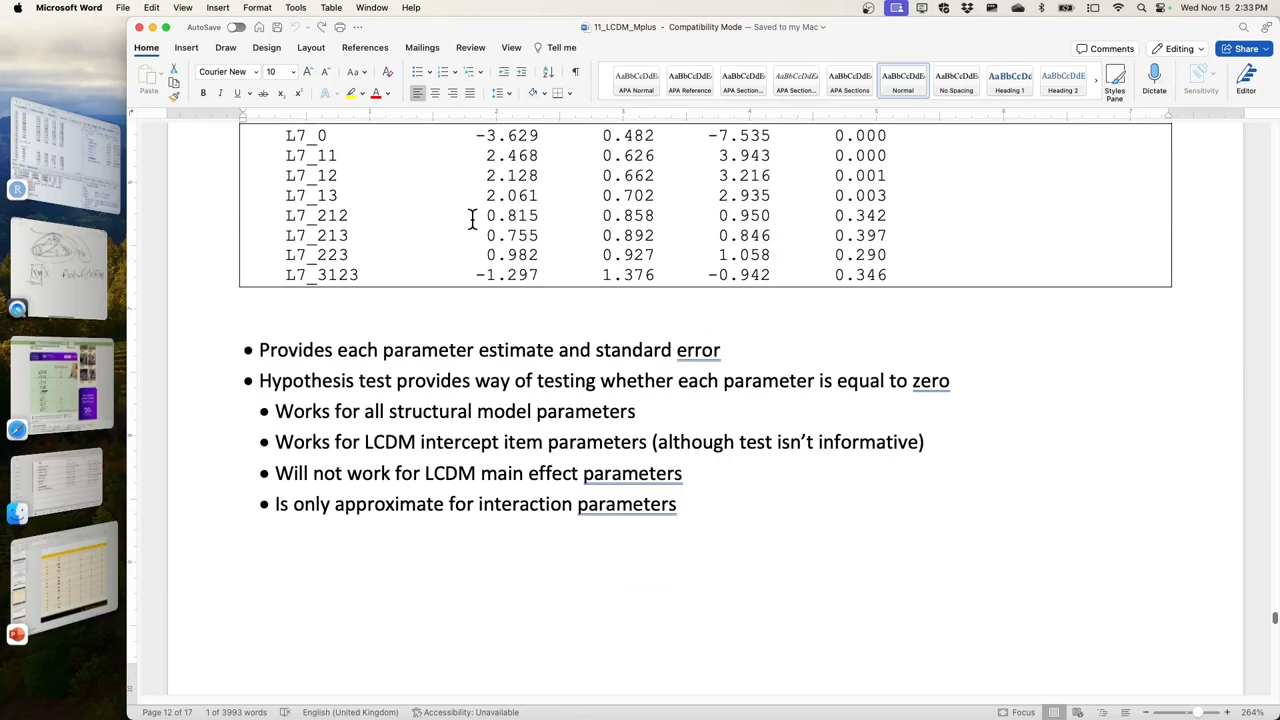 Microsoft Word File Edit View Insert Format Tools Table Window Help Wed Nov 15 2:33 PM
AutoSave 11_LCDM_Mplus - Compatibility Mode — Saved to my Mac
Home Insert Draw Design Layout References Mailings Review View Tell me Comments Editing Share
Paste Courier New 10 AaBbCcDdE AaBbCcDdE AaBbCcDdE AaBbCcDdE AaBbCcDdE AaBbCcDdE AaBbCcDdE AaBbCcDd AaBbCcDdE
APA Normal APA Reference APA Section... APA Section... APA Sections Normal No Spacing Heading 1 Heading 2 Styles Pane Dictate Sensitivity Editor
L7_0 -3.629 0.482 -7.535 0.000
L7_11 2.468 0.626 3.943 0.000
L7_12 2.128 0.662 3.216 0.001
L7_13 2.061 0.702 2.935 0.003
L7_212 0.815 0.858 0.950 0.342
L7_213 0.755 0.892 0.846 0.397
L7_223 0.982 0.927 1.058 0.290
L7_3123 -1.297 1.376 -0.942 0.346
• Provides each parameter estimate and standard error
• Hypothesis test provides way of testing whether each parameter is equal to zero
• Works for all structural model parameters
• Works for LCDM intercept item parameters (although test isn't informative)
• Will not work for LCDM main effect parameters
• Is only approximate for interaction parameters
Page 12 of 17 1 of 3993 words English (United Kingdom) Accessibility: Unavailable Focus 264%